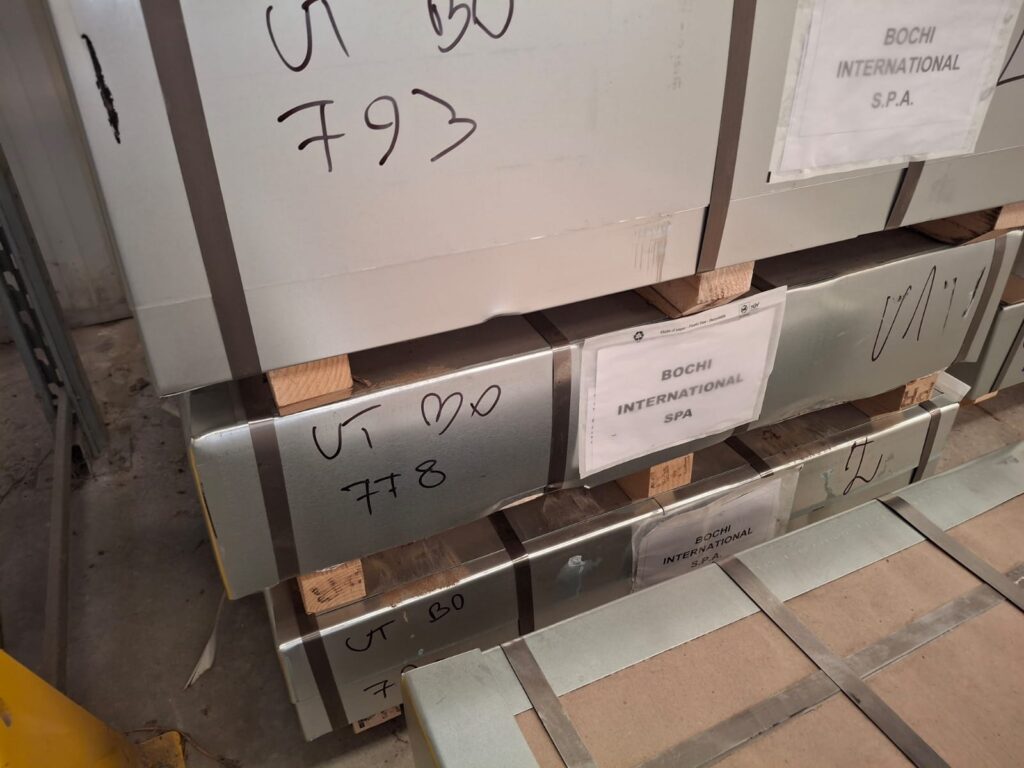 UT BO
793
BOCHI
INTERNATIONAL
S.P.A.
UT BO
778
BOCHI
INTERNATIONAL
SPA
UT BO
BOCHI
INTERNATIONAL
S.P.A.